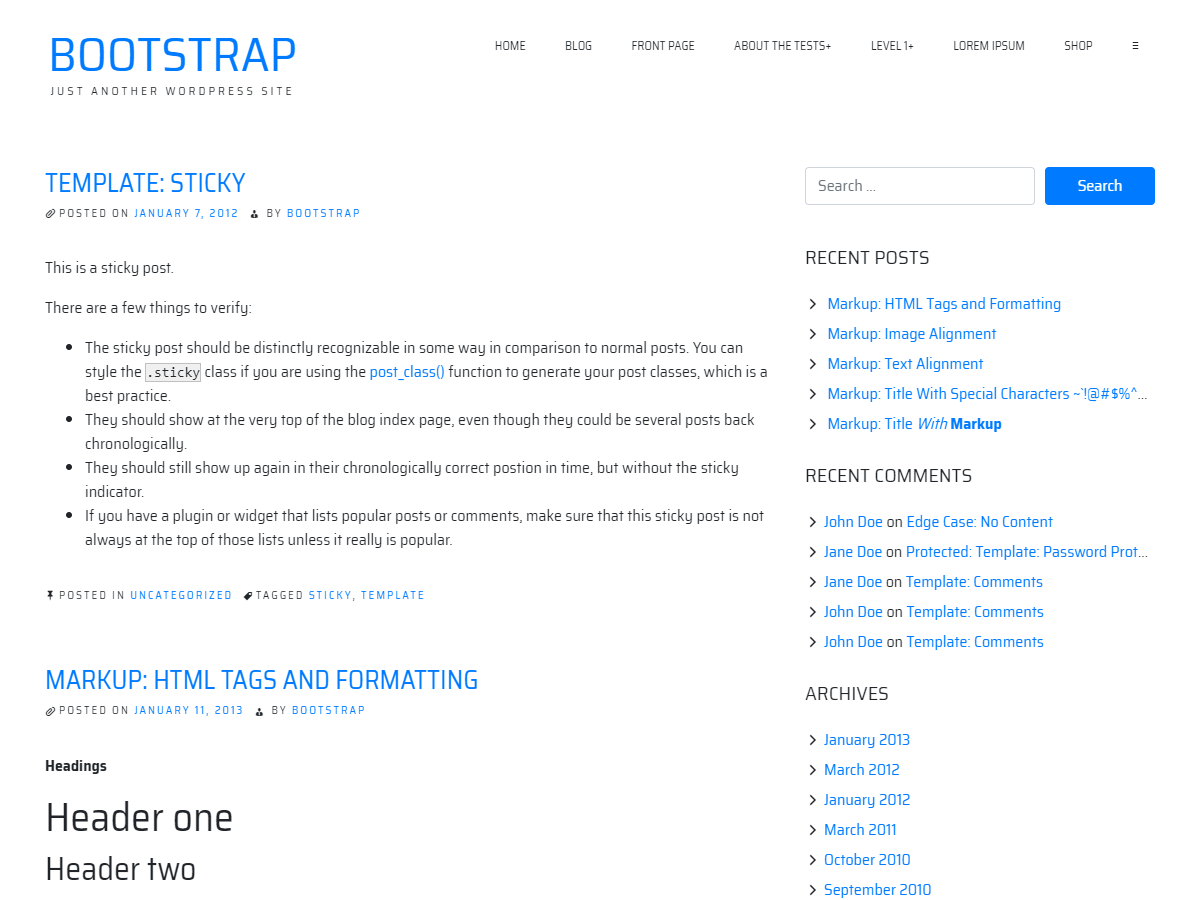 BOOTSTRAP
JUST ANOTHER WORDPRESS SITE
HOME BLOG FRONT PAGE ABOUT THE TESTS+ LEVEL 1+ LOREM IPSUM SHOP ☰
TEMPLATE: STICKY
POSTED ON JANUARY 7, 2012 BY BOOTSTRAP
This is a sticky post.
There are a few things to verify:
• The sticky post should be distinctly recognizable in some way in comparison to normal posts. You can
style the .sticky class if you are using the post_class() function to generate your post classes, which is a
best practice.
• They should show at the very top of the blog index page, even though they could be several posts back
chronologically.
• They should still show up again in their chronologically correct postion in time, but without the sticky
indicator.
• If you have a plugin or widget that lists popular posts or comments, make sure that this sticky post is not
always at the top of those lists unless it really is popular.
POSTED IN UNCATEGORIZED TAGGED STICKY, TEMPLATE
MARKUP: HTML TAGS AND FORMATTING
POSTED ON JANUARY 11, 2013 BY BOOTSTRAP
Headings
Header one
Header two
Search …
Search
RECENT POSTS
Markup: HTML Tags and Formatting
Markup: Image Alignment
Markup: Text Alignment
Markup: Title With Special Characters ~`!@#$%^…
Markup: Title With Markup
RECENT COMMENTS
John Doe on Edge Case: No Content
Jane Doe on Protected: Template: Password Prot…
Jane Doe on Template: Comments
John Doe on Template: Comments
John Doe on Template: Comments
ARCHIVES
January 2013
March 2012
January 2012
March 2011
October 2010
September 2010